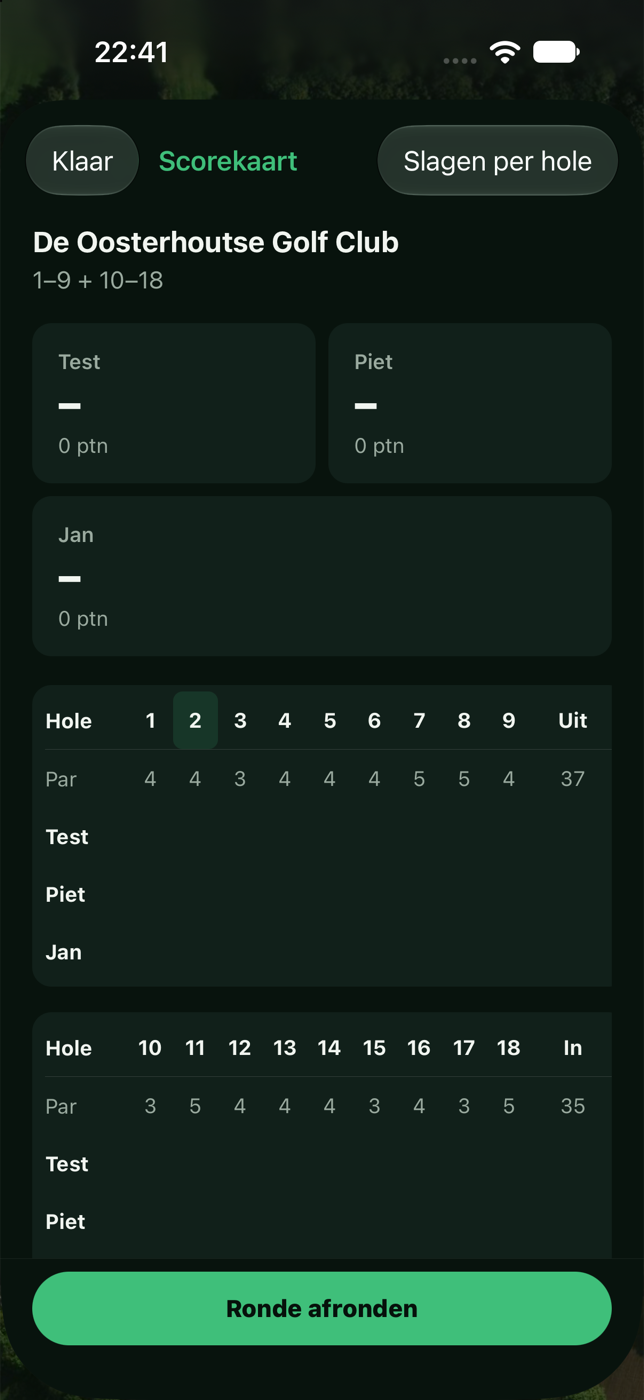 22:41
Klaar Scorekaart Slagen per hole
De Oosterhoutse Golf Club
1–9 + 10–18
Test
–
0 ptn
Piet
–
0 ptn
Jan
–
0 ptn
Hole 1 2 3 4 5 6 7 8 9 Uit
Par 4 4 3 4 4 4 5 5 4 37
Test
Piet
Jan
Hole 10 11 12 13 14 15 16 17 18 In
Par 3 5 4 4 4 3 4 3 5 35
Test
Piet
Ronde afronden